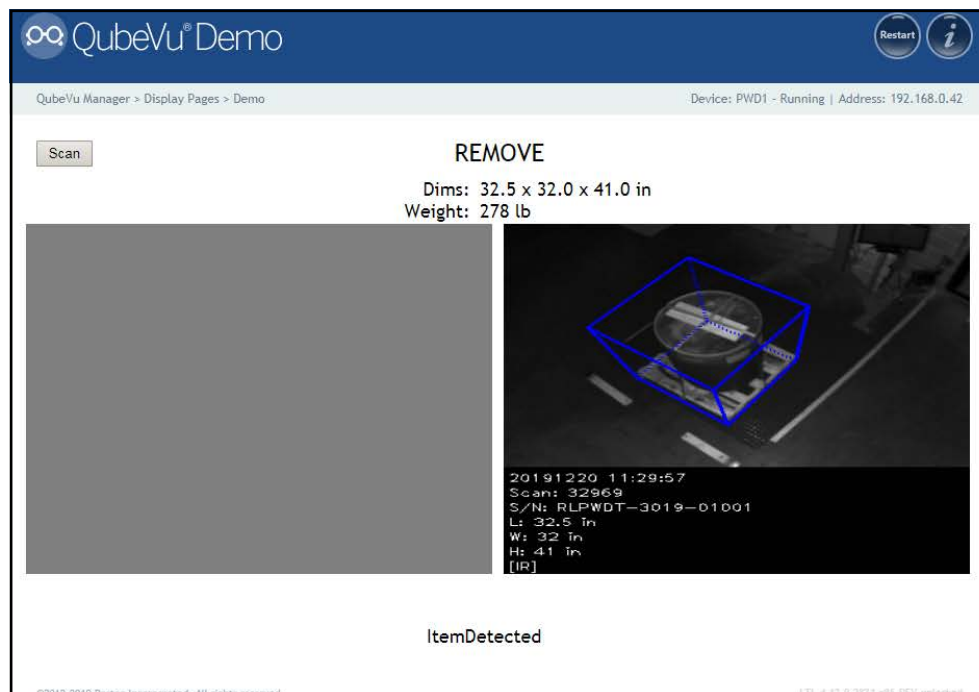 QubeVu® Demo
Restart
i
QubeVu Manager > Display Pages > Demo
Device: PWD1 - Running | Address: 192.168.0.42
Scan
REMOVE
Dims: 32.5 x 32.0 x 41.0 in
Weight: 278 lb
20191220 11:29:57
Scan: 32969
S/N: RLPWDT-3019-01001
L: 32.5 in
W: 32 in
H: 41 in
[IR]
ItemDetected